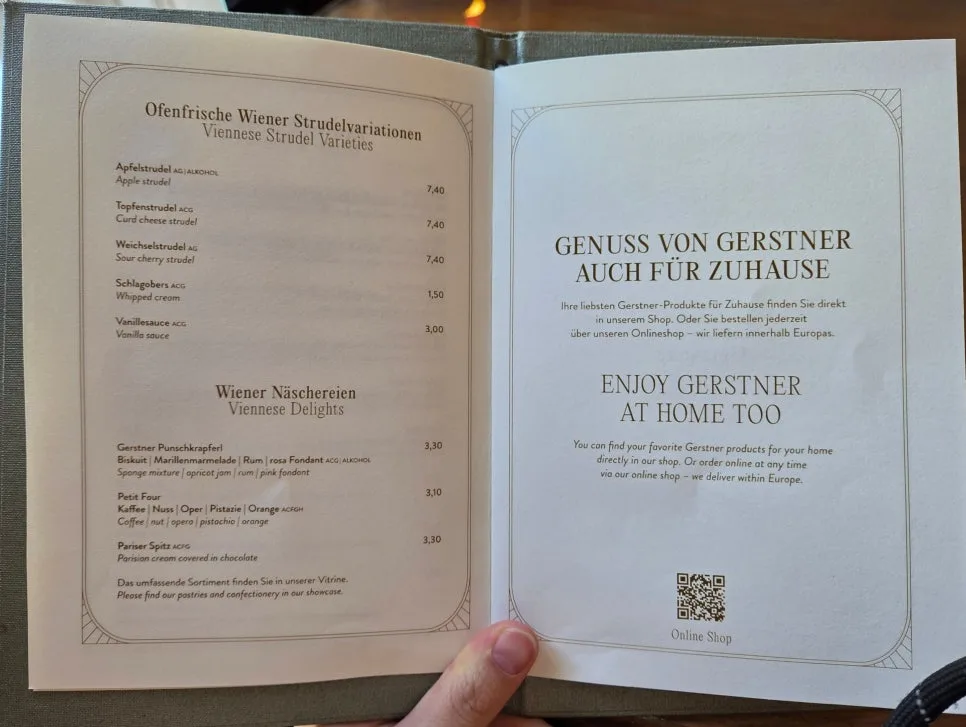 Ofenfrische Wiener Strudelvariationen
Viennese Strudel Varieties
Apfelstrudel AG|ALKOHOL
Apple strudel
7,40
Topfenstrudel ACG
Curd cheese strudel
7,40
Weichselstrudel AG
Sour cherry strudel
7,40
Schlagobers ACG
Whipped cream
1,50
Vanillesauce ACG
Vanilla sauce
3,00
Wiener Näschereien
Viennese Delights
Gerstner Punschkrapferl
3,30
Biskuit | Marillenmarmelade | Rum | rosa Fondant ACG|ALKOHOL
Sponge mixture | apricot jam | rum | pink fondant
Petit Four
3,10
Kaffee | Nuss | Oper | Pistazie | Orange ACFGH
Coffee | nut | opera | pistachio | orange
Pariser Spitz ACFG
3,30
Parisian cream covered in chocolate
Das umfassende Sortiment finden Sie in unserer Vitrine.
Please find our pastries and confectionery in our showcase.
GENUSS VON GERSTNER
AUCH FÜR ZUHAUSE
Ihre liebsten Gerstner-Produkte für Zuhause finden Sie direkt
in unserem Shop. Oder Sie bestellen jederzeit
über unseren Onlineshop – wir liefern innerhalb Europas.
ENJOY GERSTNER
AT HOME TOO
You can find your favorite Gerstner products for your home
directly in our shop. Or order online at any time
via our online shop – we deliver within Europe.
Online Shop